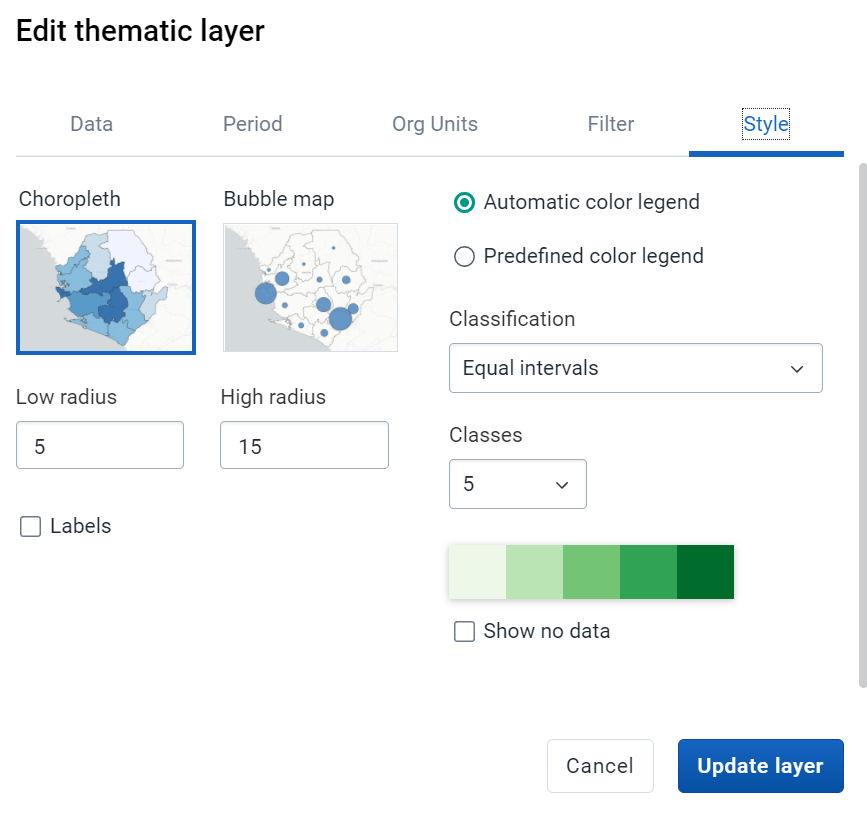 Edit thematic layer
Data Period Org Units Filter Style
Choropleth
Bubble map
Low radius
High radius
5
15
Labels
Automatic color legend
Predefined color legend
Classification
Equal intervals
Classes
5
Show no data
Cancel
Update layer